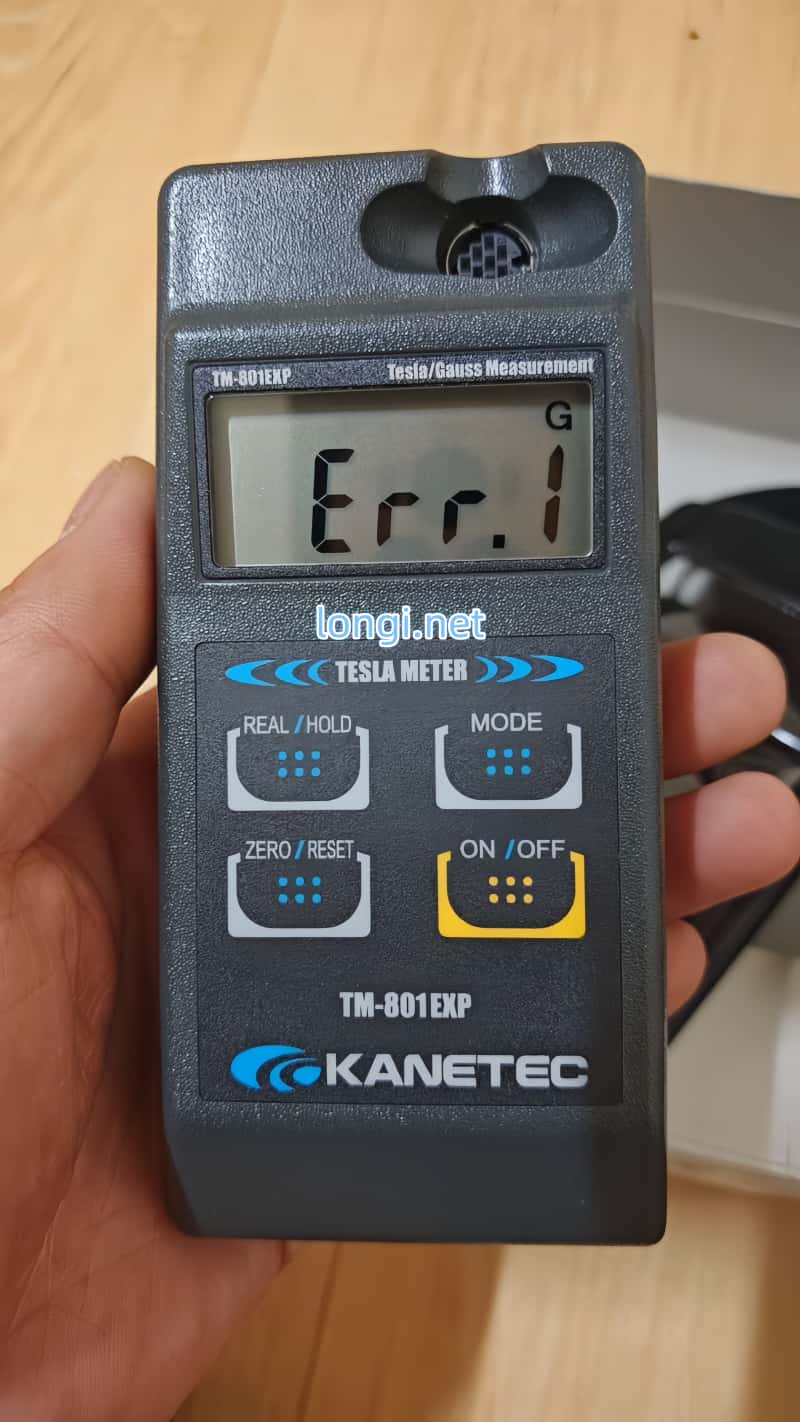 TM-801EXP Tesla/Gauss Measurement
G
Err.1
longi.net
TESLA METER
REAL/HOLD MODE
ZERO/RESET ON/OFF
TM-801EXP
KANETEC